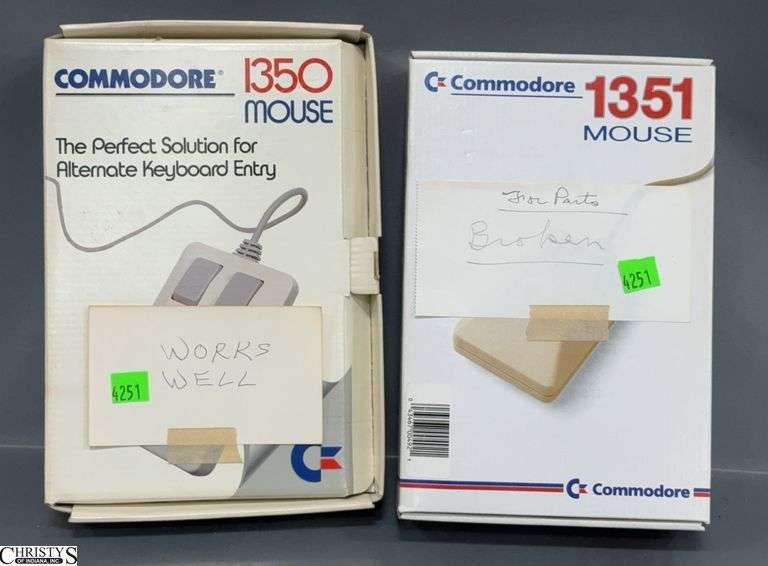 COMMODORE® 1350
MOUSE
The Perfect Solution for
Alternate Keyboard Entry
WORKS
WELL
4251
Commodore 1351
MOUSE
For Parts
Broken
4251
Commodore
CHRISTY'S
OF INDIANA, INC.